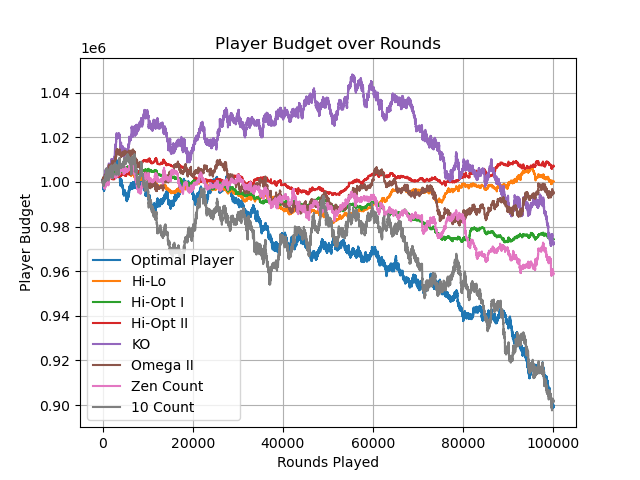 Player Budget over Rounds
1e6
1.04
1.02
1.00
0.98
0.96
0.94
0.92
0.90
Player Budget
Optimal Player
Hi-Lo
Hi-Opt I
Hi-Opt II
KO
Omega II
Zen Count
10 Count
0 20000 40000 60000 80000 100000
Rounds Played